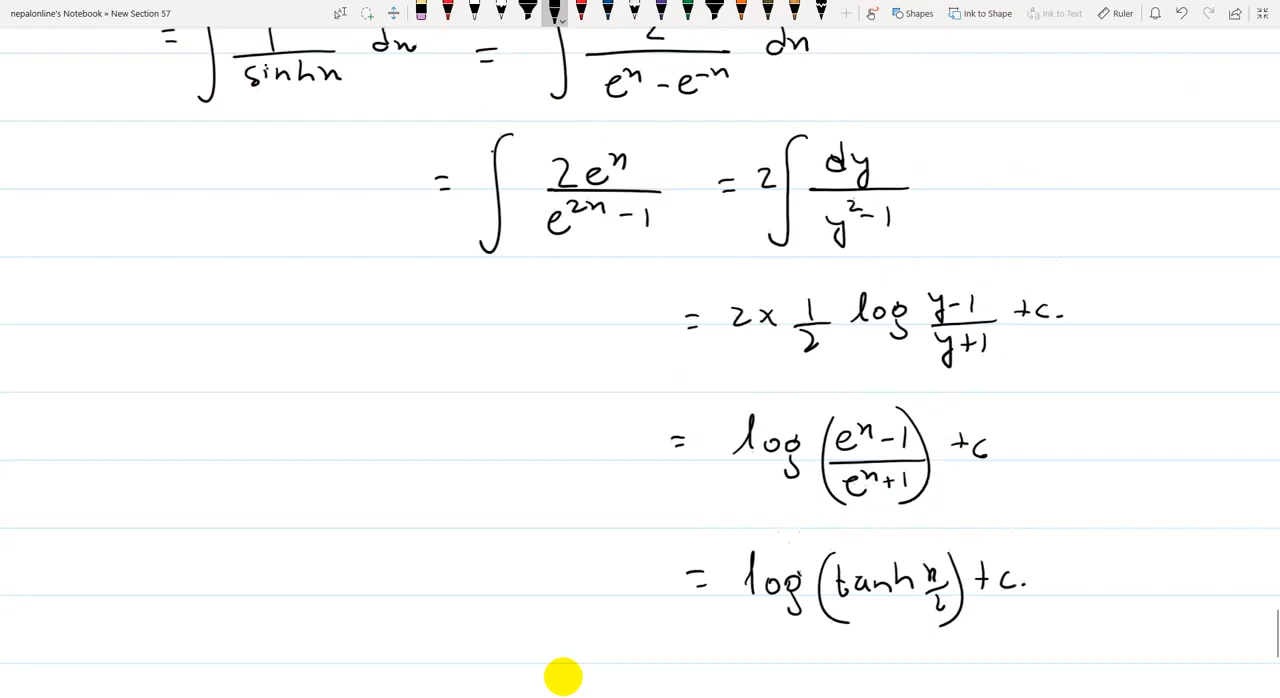 nepalonline's Notebook » New Section 57
Shapes Ink to Shape Ink to Text Ruler
= ∫ 1/sinhx dx = ∫ 2/(e^x - e^-x) dx
= ∫ 2e^x/(e^2x - 1) = 2 ∫ dy/(y^2 - 1)
= 2 x 1/2 log (y-1)/(y+1) + c.
= log ((e^x - 1)/(e^x + 1)) + c
= log (tanh x/2) + c.